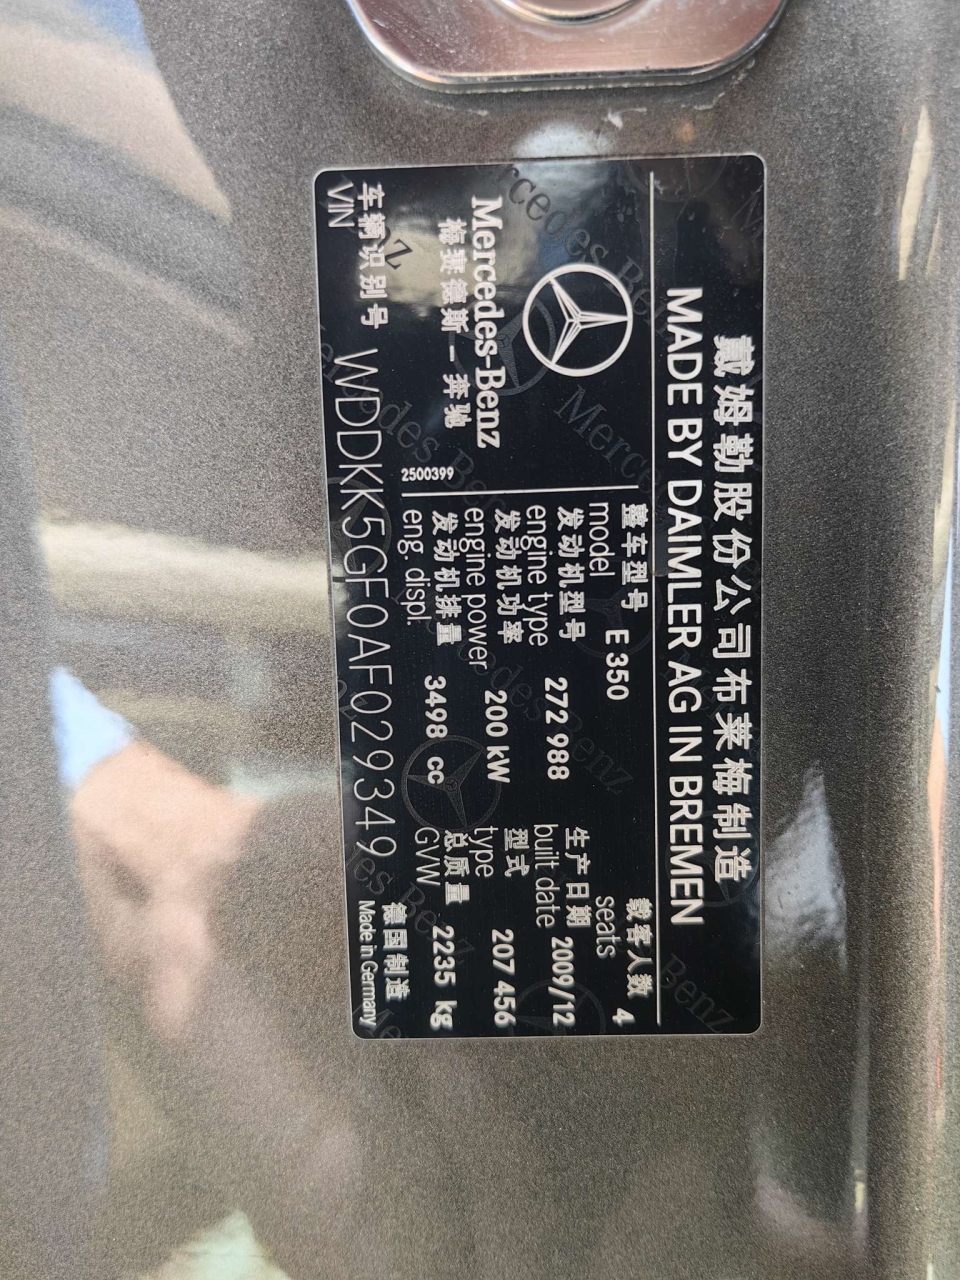 戴姆勒股份公司布莱梅制造
MADE BY DAIMLER AG IN BREMEN
Mercedes-Benz
梅赛德斯-奔驰
2500399
整车型号
model E 350
载客人数
seats 4
发动机型号
engine type 272 988
生产日期
built date 2009/12
发动机功率
engine power 200 kW
型式
type 207 456
发动机排量
eng. displ. 3498 cc
总质量
GVW 2235 kg
车辆识别号
VIN WDDKK5GF0AF029349
德国制造
Made in Germany